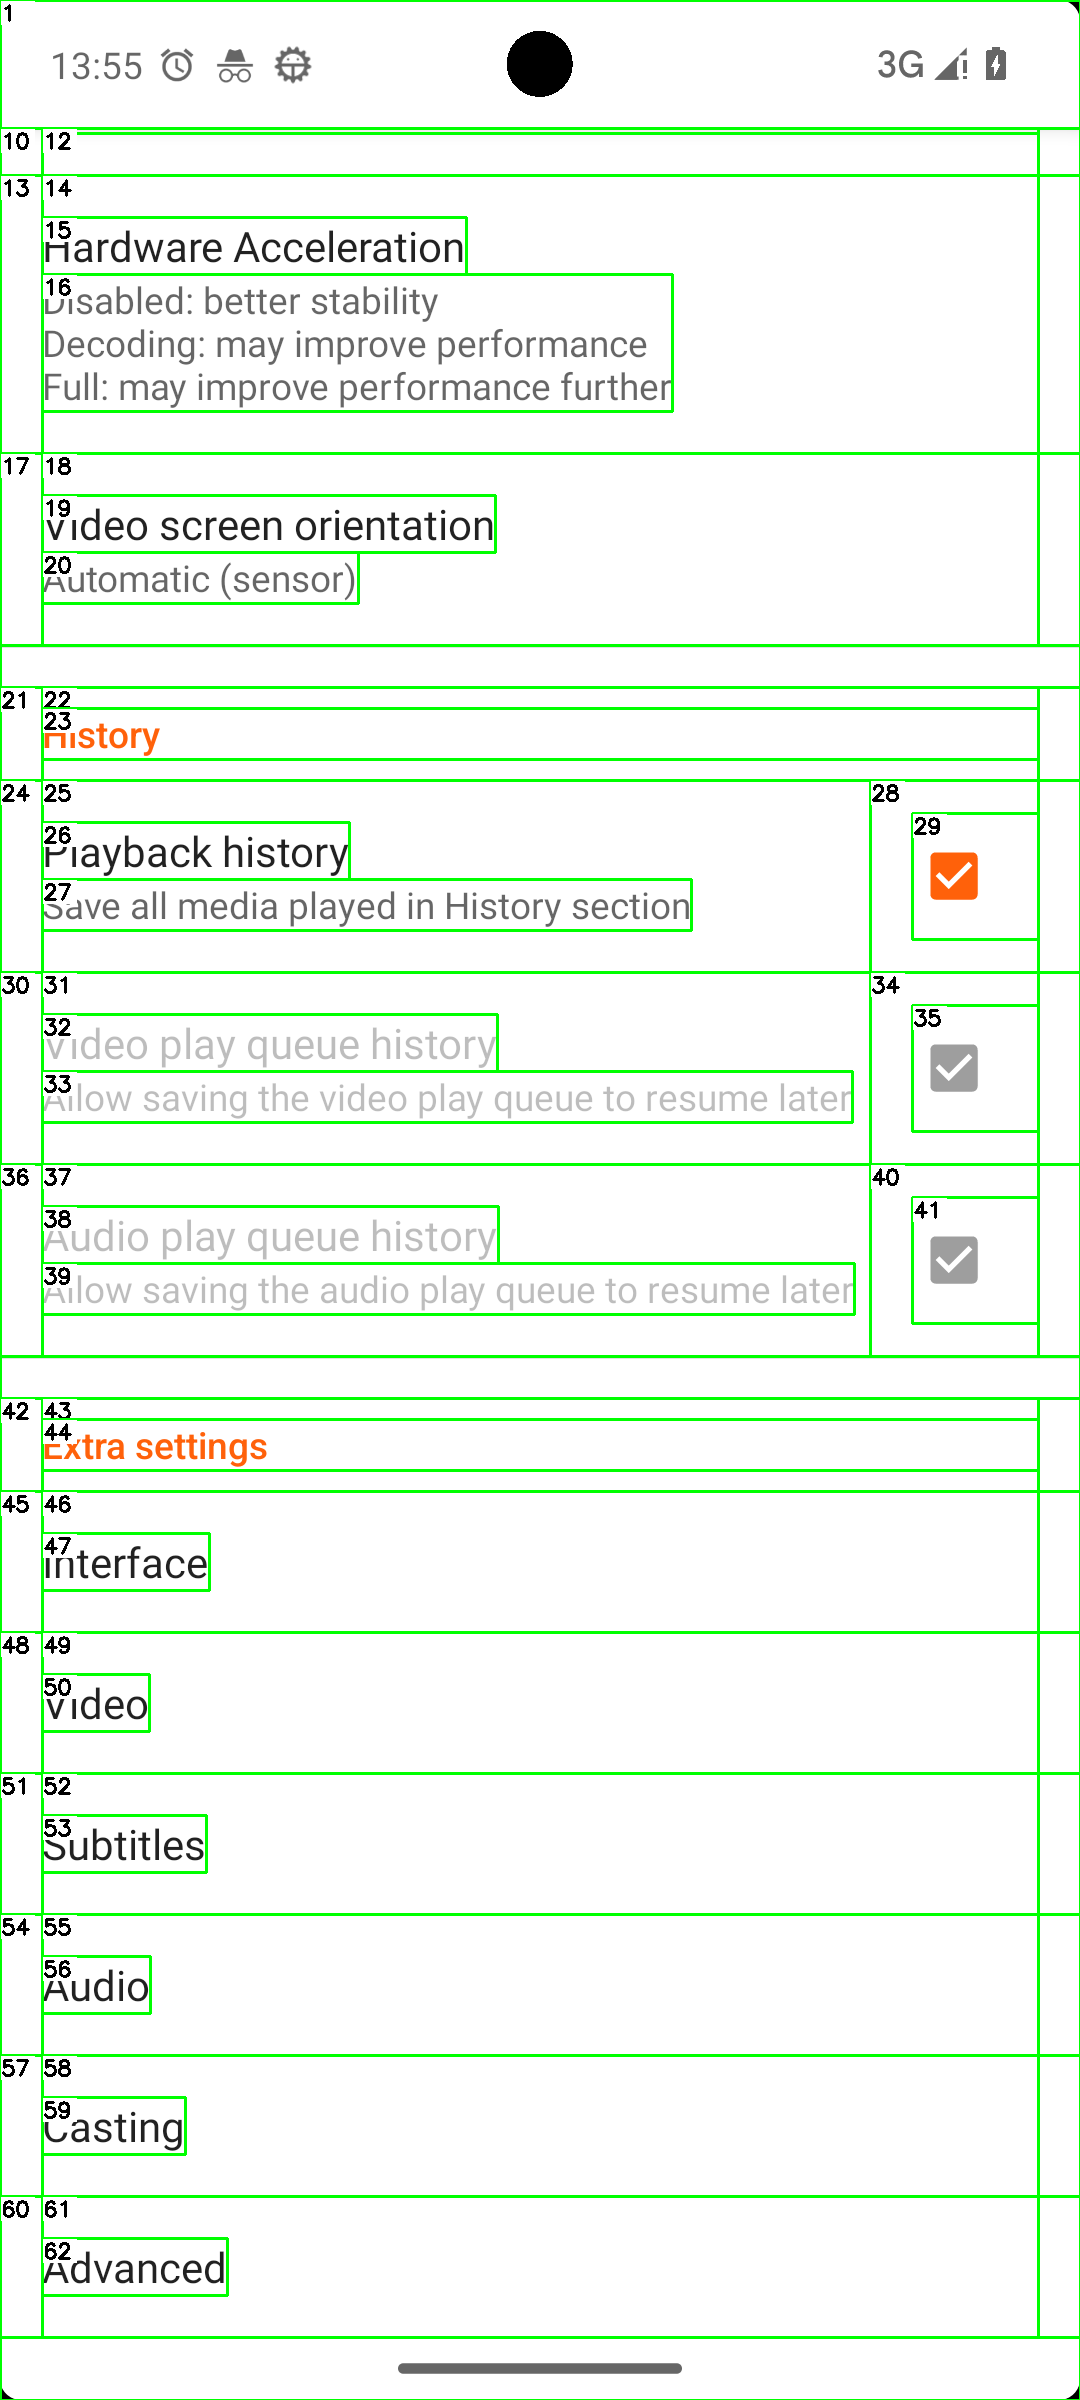 1
13:55
3G
10 12
13 14
15
Hardware Acceleration
16
Disabled: better stability
Decoding: may improve performance
Full: may improve performance further
17 18
19
Video screen orientation
20
Automatic (sensor)
21 22
23
History
24 25 28
26 29
Playback history
27
Save all media played in History section
30 31 34
32 35
Video play queue history
33
Allow saving the video play queue to resume later
36 37 40
38 41
Audio play queue history
39
Allow saving the audio play queue to resume later
42 43
44
Extra settings
45 46
47
Interface
48 49
50
Video
51 52
53
Subtitles
54 55
56
Audio
57 58
59
Casting
60 61
62
Advanced